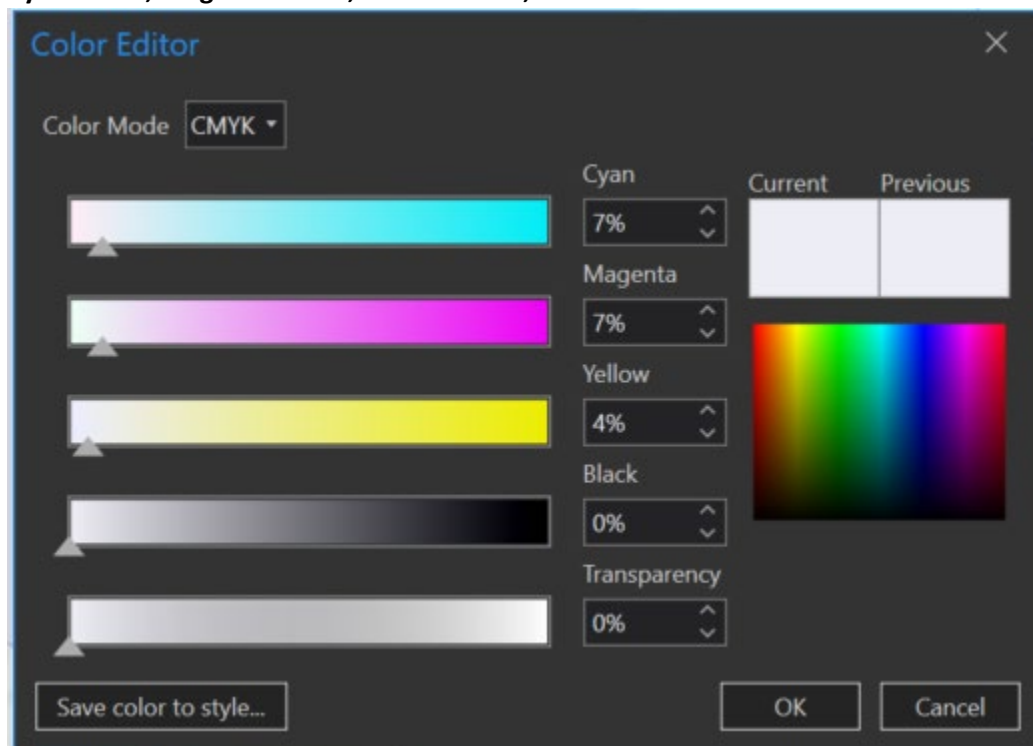 Color Editor
Color Mode CMYK
Cyan
7%
Magenta
7%
Yellow
4%
Black
0%
Transparency
0%
Current Previous
Save color to style...
OK Cancel